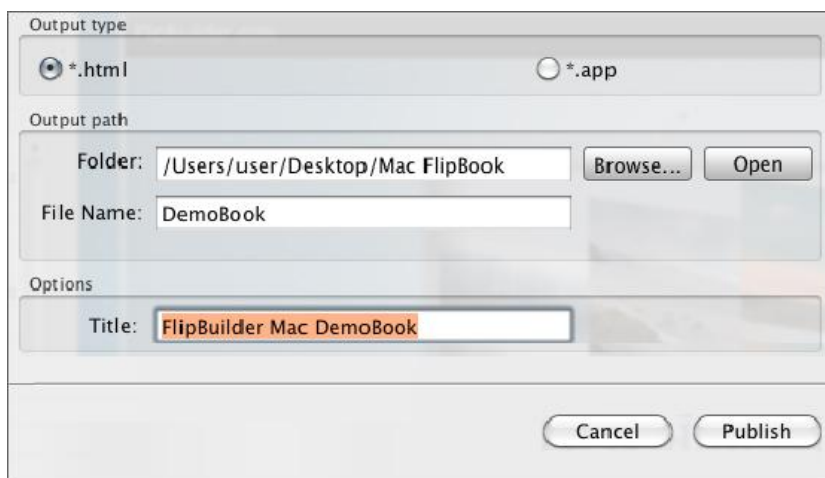 Output type
*.html
*.app
Output path
Folder: /Users/user/Desktop/Mac FlipBook Browse... Open
File Name: DemoBook
Options
Title: FlipBuilder Mac DemoBook
Cancel Publish